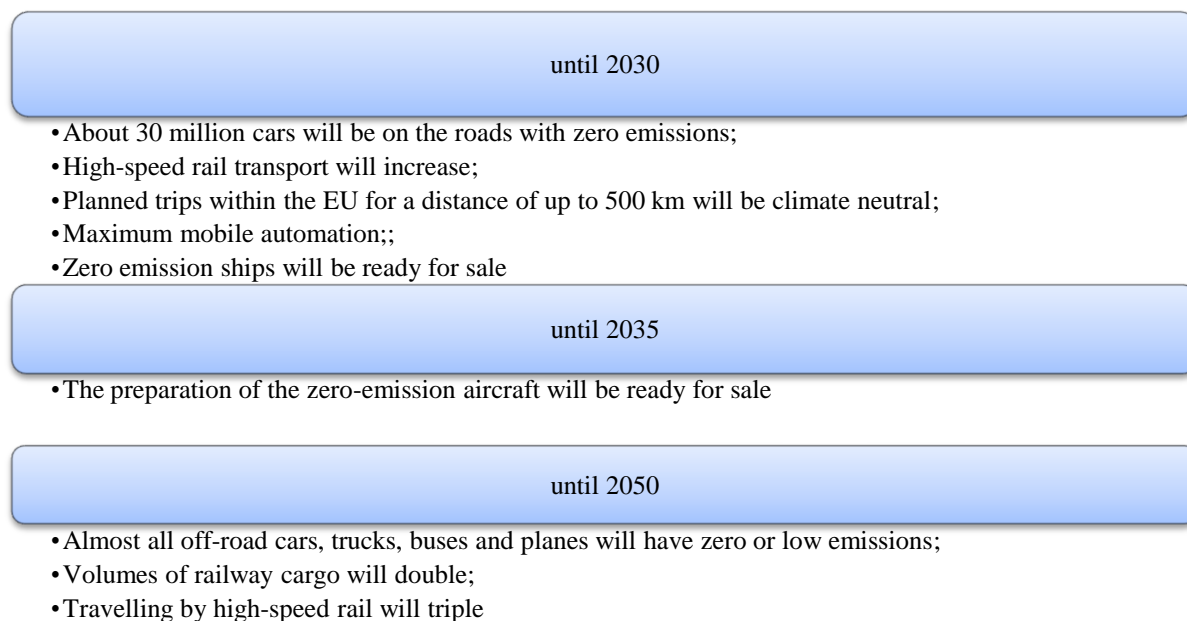 until 2030
•About 30 million cars will be on the roads with zero emissions;
•High-speed rail transport will increase;
•Planned trips within the EU for a distance of up to 500 km will be climate neutral;
•Maximum mobile automation;;
•Zero emission ships will be ready for sale
until 2035
•The preparation of the zero-emission aircraft will be ready for sale
until 2050
•Almost all off-road cars, trucks, buses and planes will have zero or low emissions;
•Volumes of railway cargo will double;
•Travelling by high-speed rail will triple